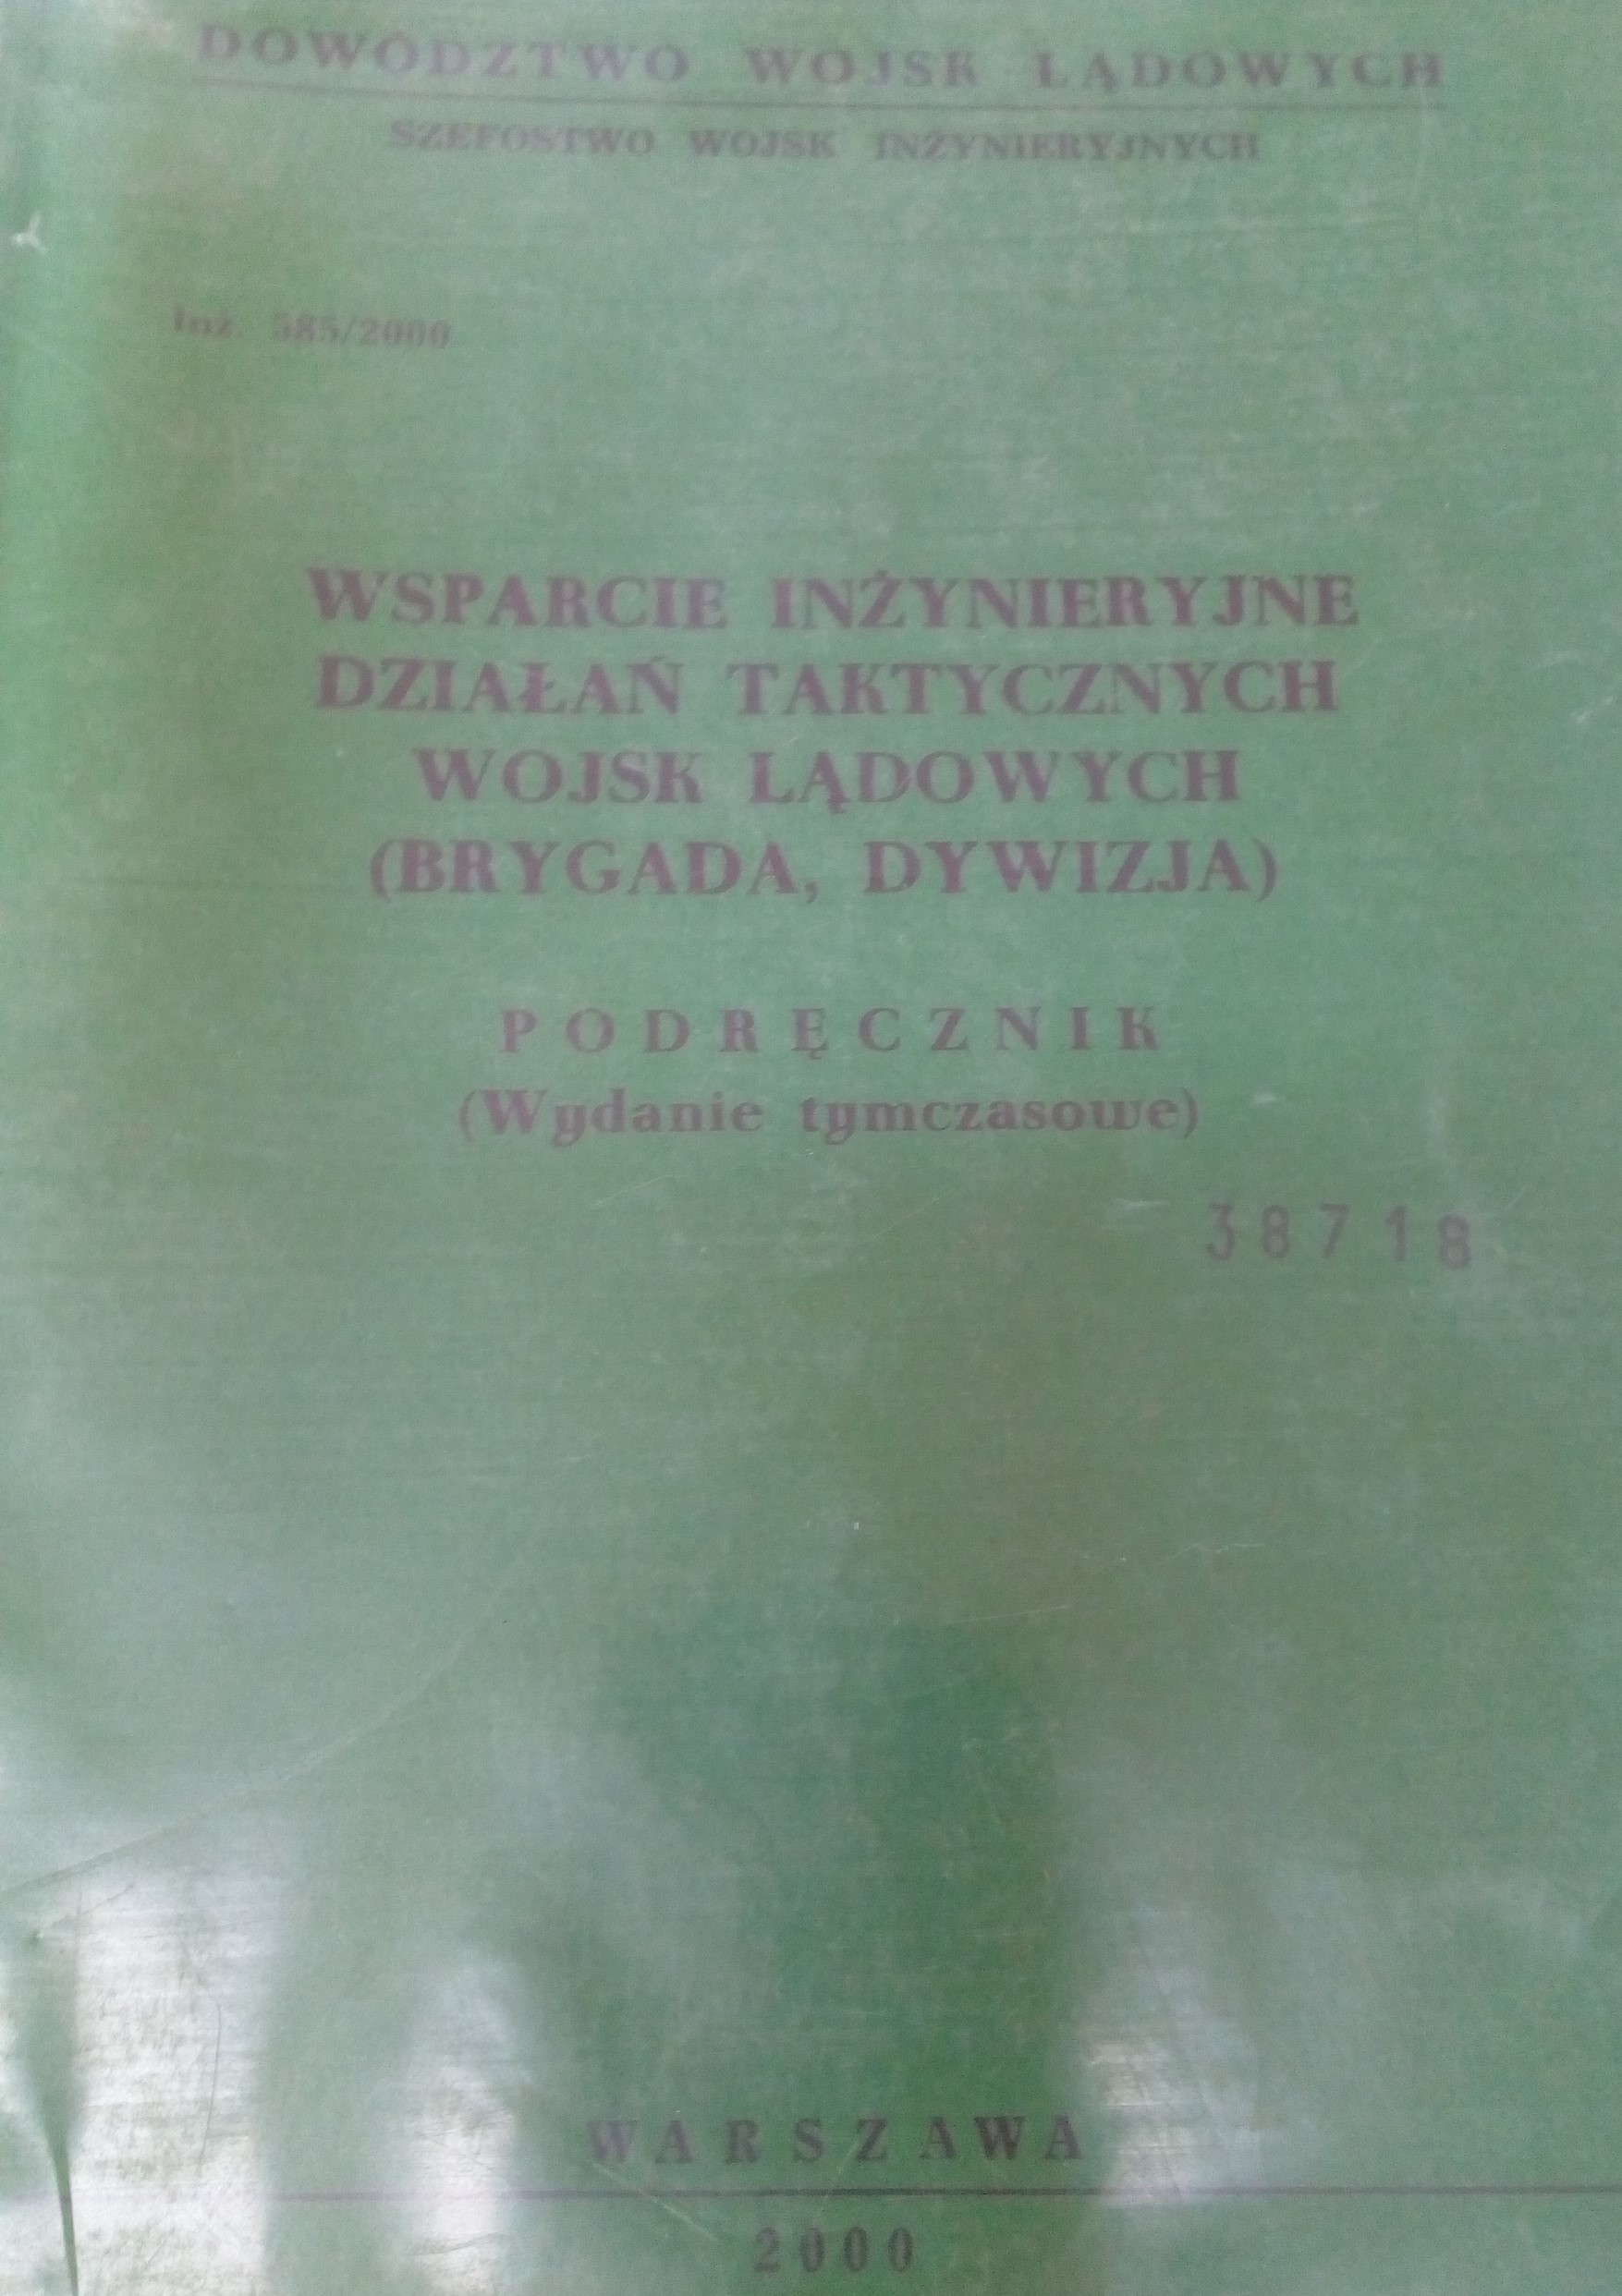 DOWÓDZTWO WOJSK LĄDOWYCH
SZEFOSTWO WOJSK INŻYNIERYJNYCH
Inż. 585/2000
WSPARCIE INŻYNIERYJNE
DZIAŁAŃ TAKTYCZNYCH
WOJSK LĄDOWYCH
(BRYGADA, DYWIZJA)
PODRĘCZNIK
(Wydanie tymczasowe)
38718
WARSZAWA
2000